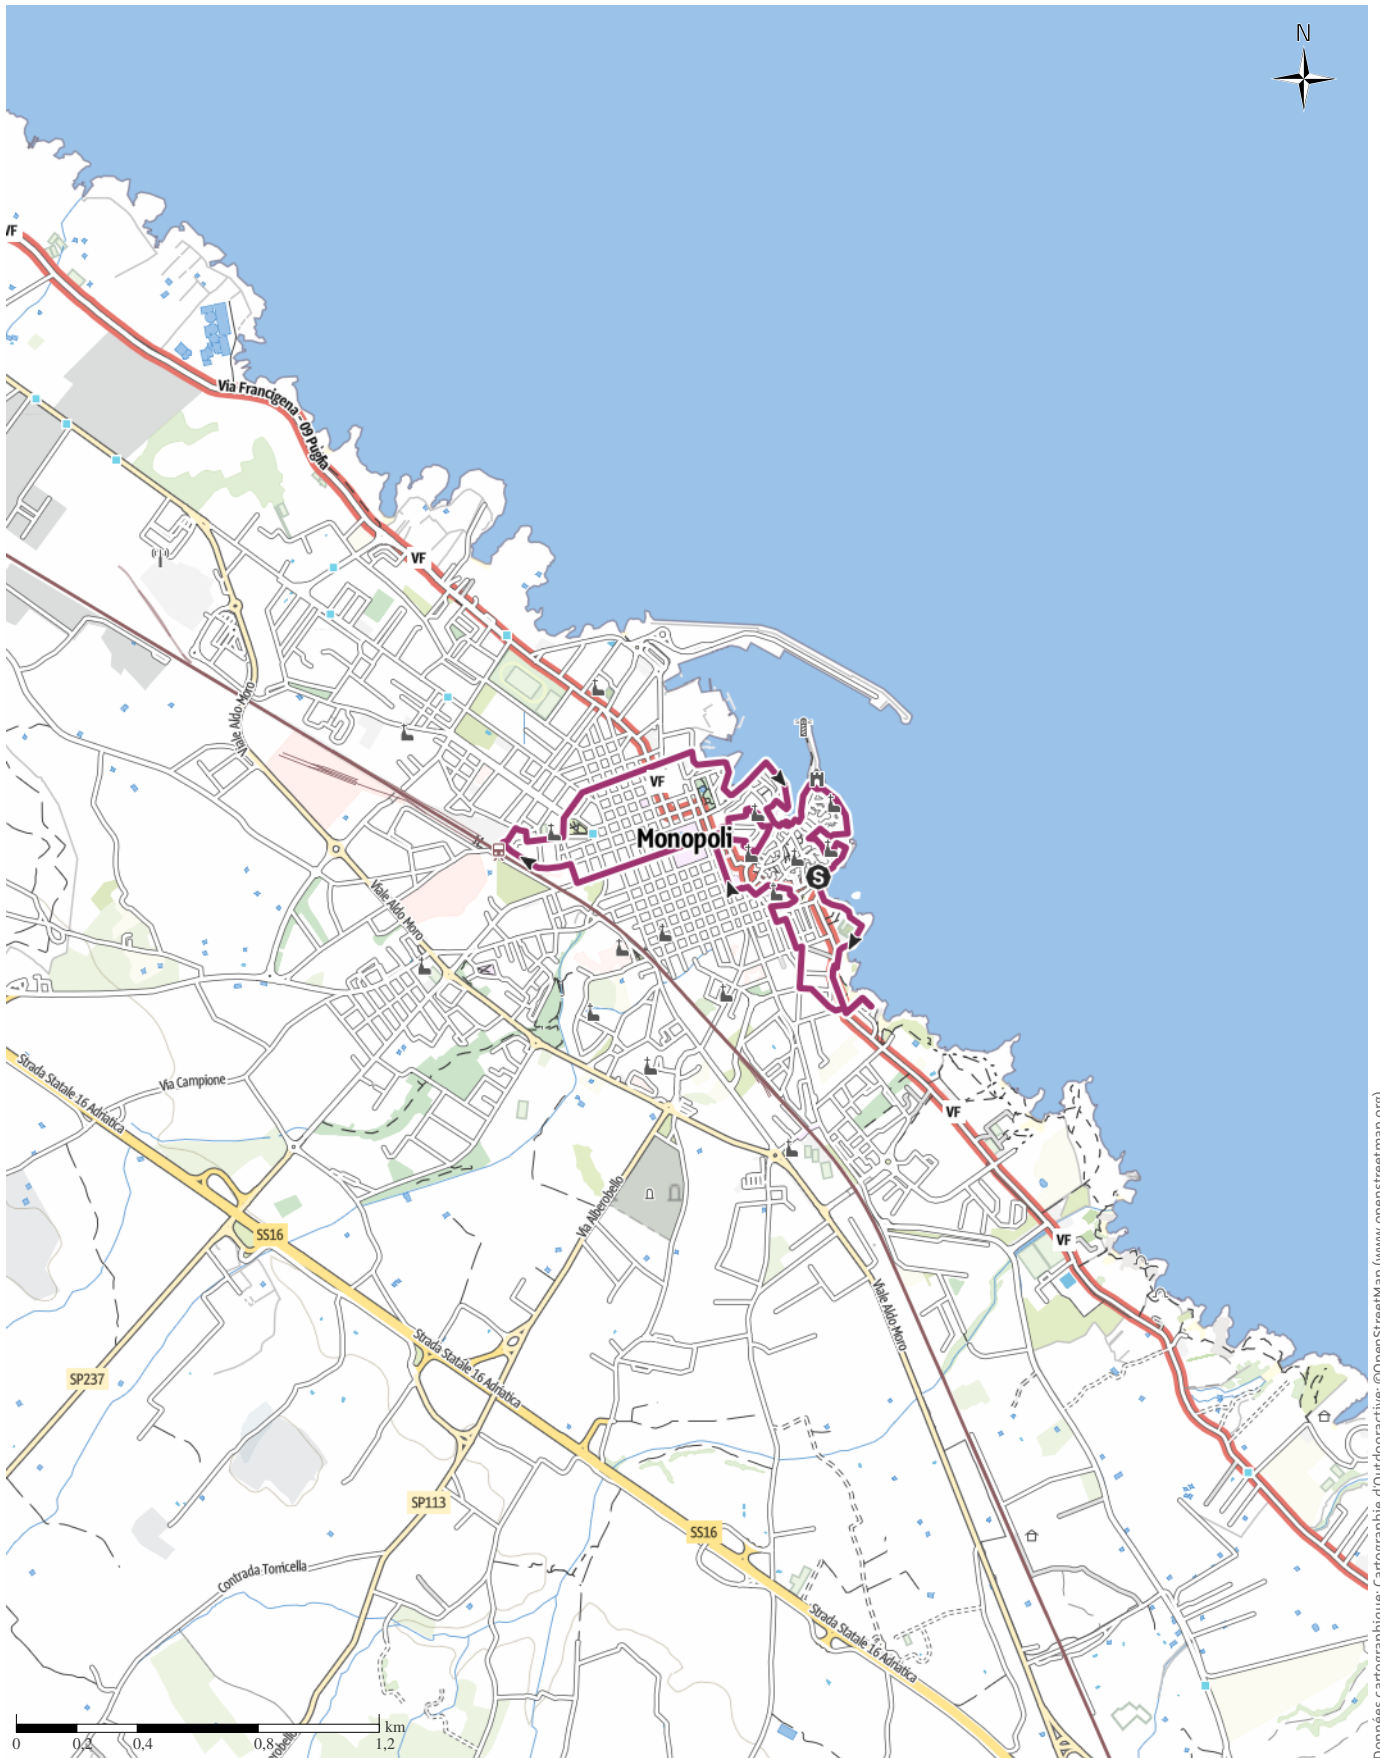 N
VF
Via Francigena - 09 Puglia
VF
Viale Aldo Moro
VF
Monopoli
S
Viale Aldo Moro
Strada Statale 16 Adriatica
Via Campione
VF
Via Alberobello
SS16
VF
Viale Aldo Moro
Strada Statale 16 Adriatica
SP237
SP113
SS16
Contrada Torricella
Strada Statale 16 Adriatica
km
0 0,2 0,4 0,8 1,2
Données cartographique: Cartographie d'Outdooractive; ©OpenStreetMap (www.openstreetmap.org)